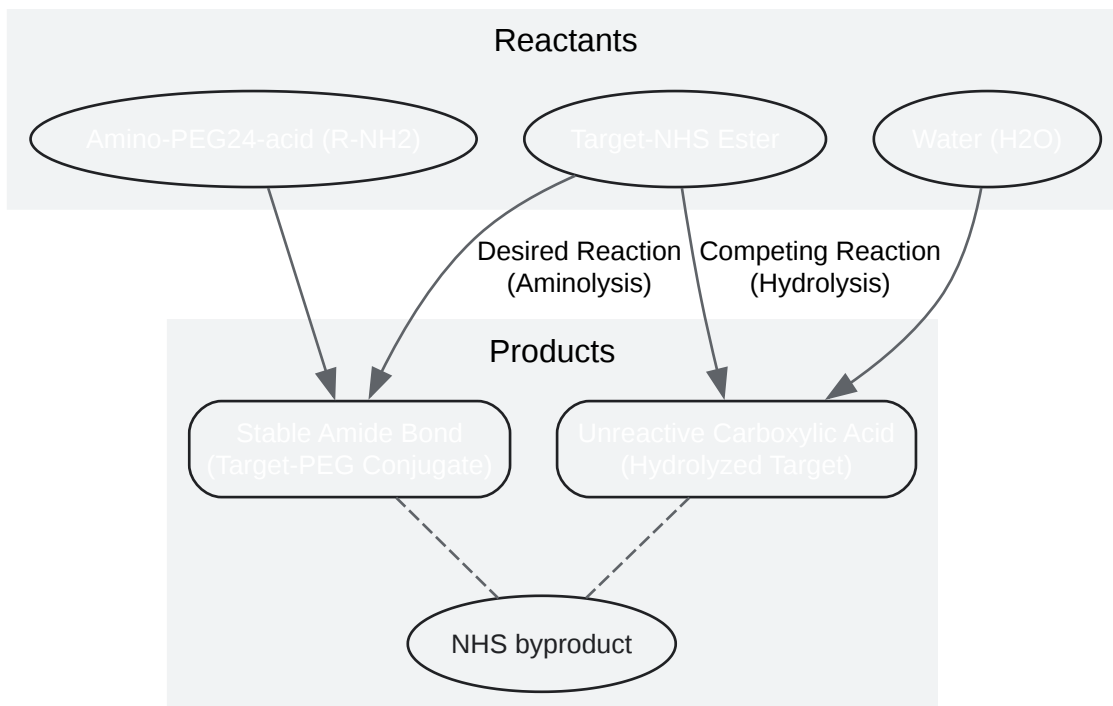 Reactants
Amino-PEG24-acid (R-NH2)
Target-NHS Ester
Water (H2O)
Desired Reaction
(Aminolysis)
Competing Reaction
(Hydrolysis)
Products
Stable Amide Bond
(Target-PEG Conjugate)
Unreactive Carboxylic Acid
(Hydrolyzed Target)
NHS byproduct